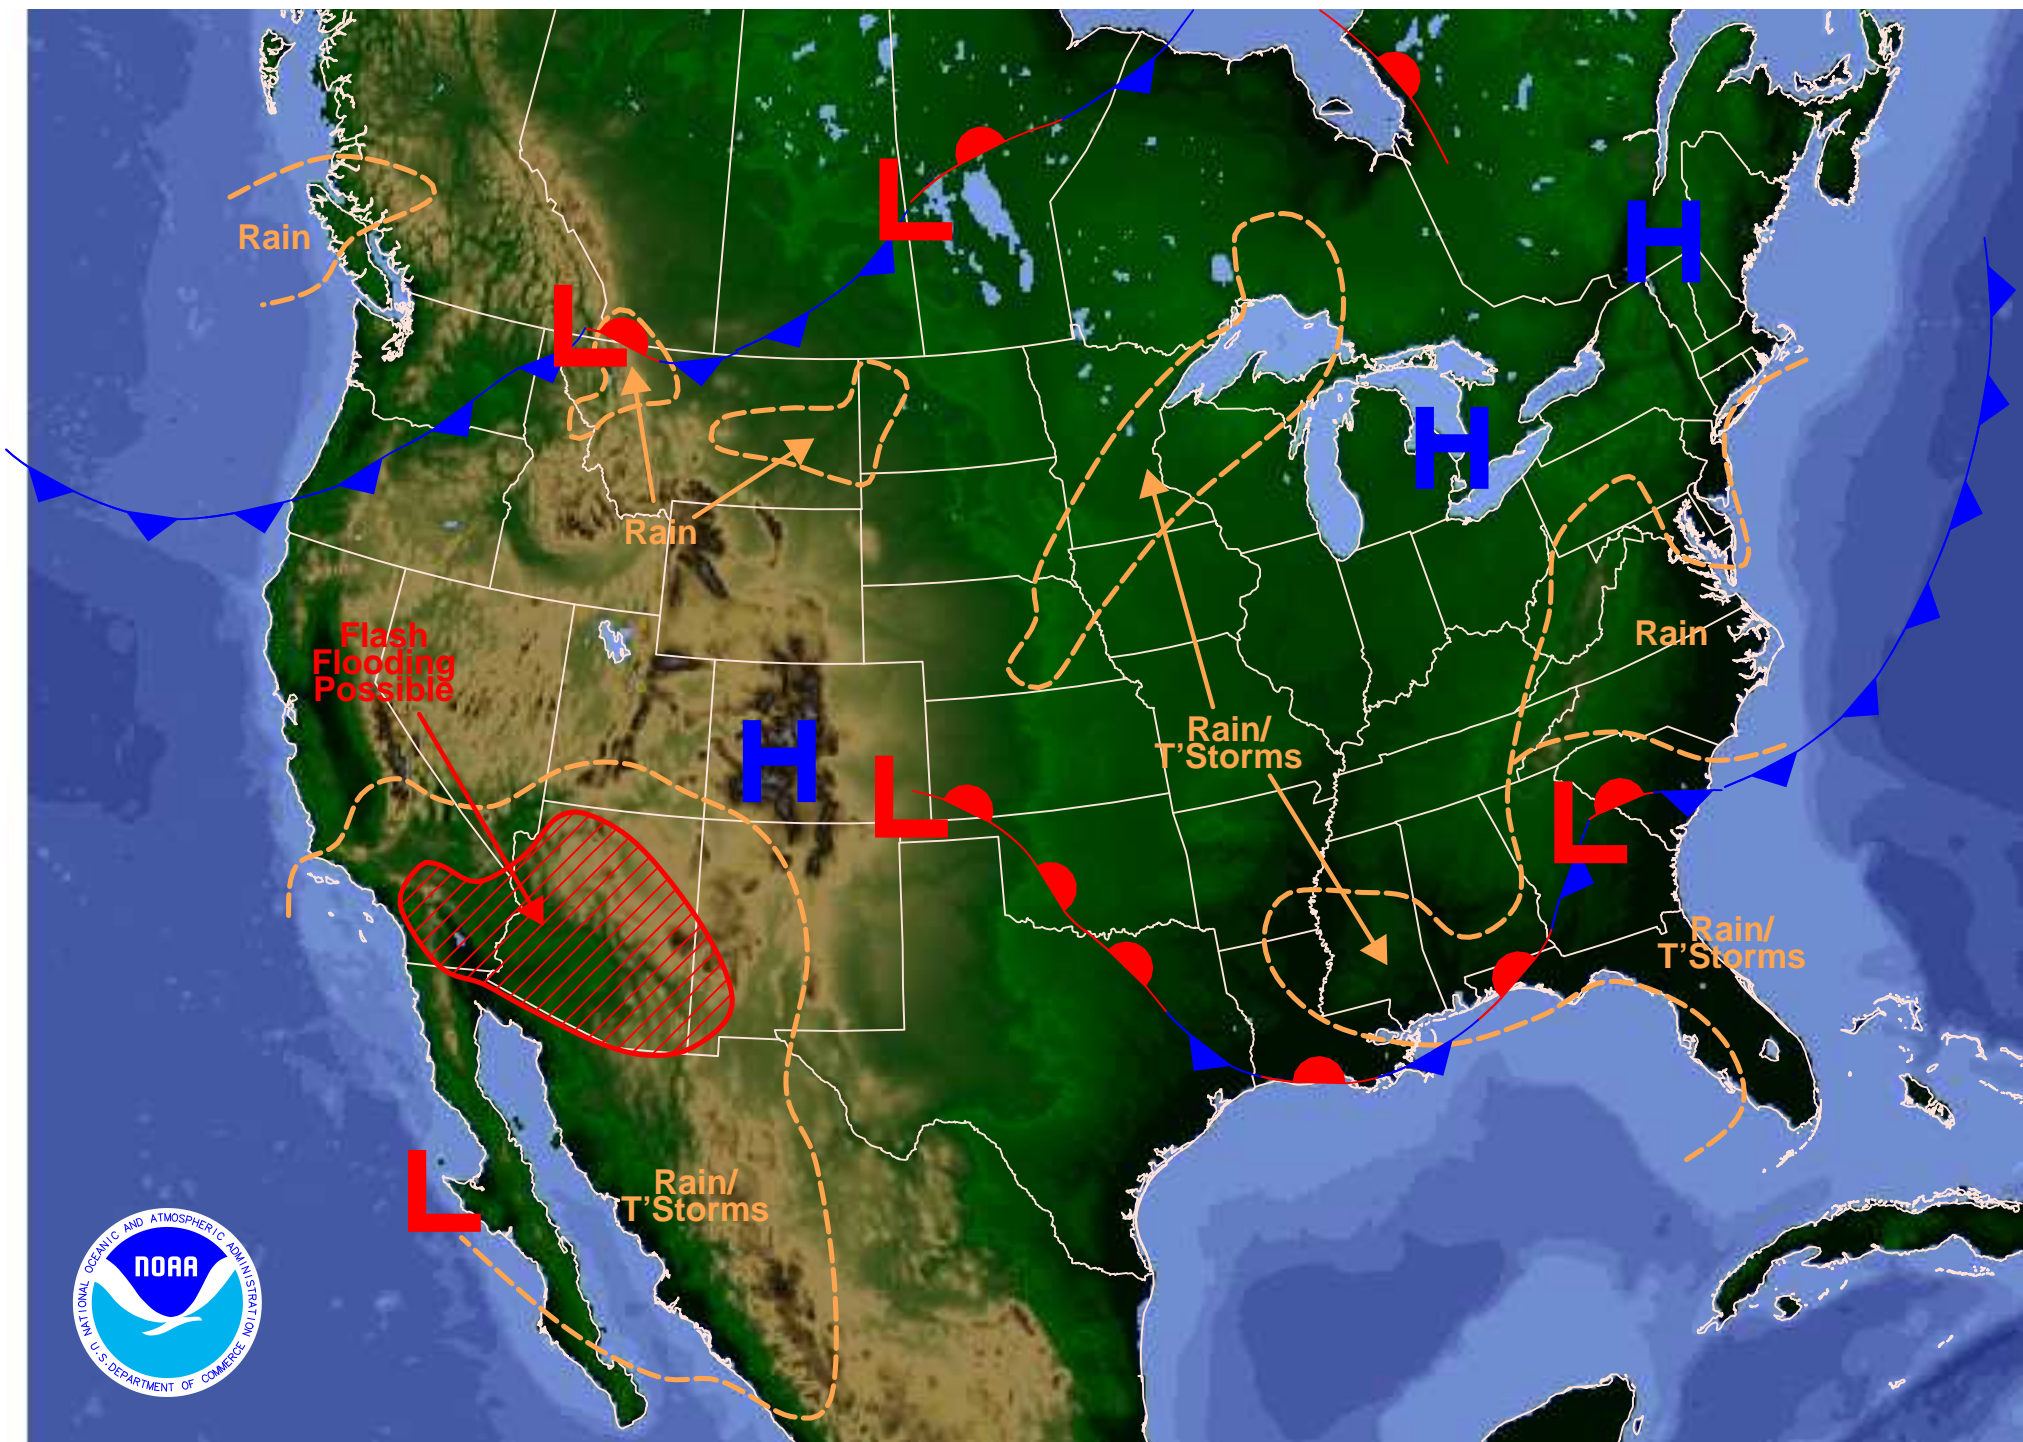 L
H
Rain
L
H
Rain
Flash
Flooding
Possible
Rain
Rain/
T'Storms
H
L
L
Rain/
T'Storms
L
Rain/
T'Storms
NATIONAL OCEANIC AND ATMOSPHERIC ADMINISTRATION
NOAA
U.S. DEPARTMENT OF COMMERCE